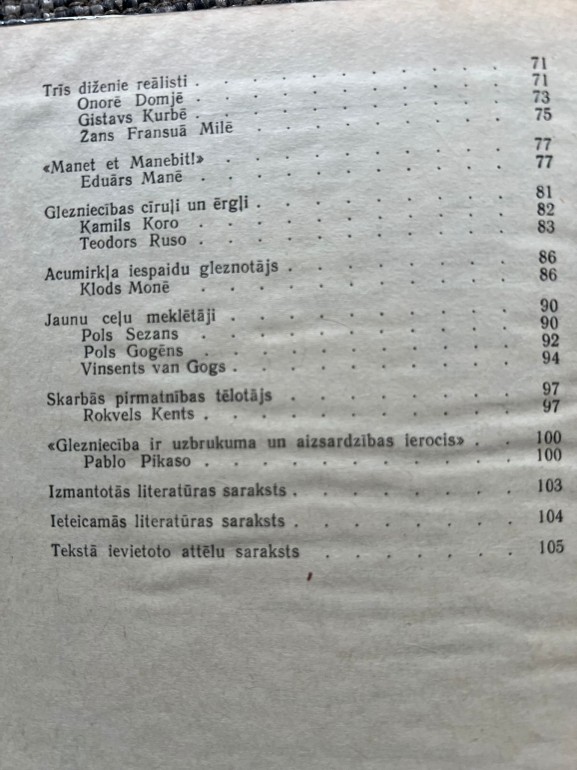 Trīs diženie reālisti . . . . . . . . 71
Onorē Domjē . . . . . . . . 71
Gistavs Kurbē . . . . . . . . 73
Žans Fransuā Milē . . . . . . . 75
«Manet et Manebit!» . . . . . . . . 77
Eduārs Manē . . . . . . . . 77
Glezniecības cīruļi un ērgļi . . . . . . . 81
Kamils Koro . . . . . . . . 82
Teodors Ruso . . . . . . . . 83
Acumirkļa iespaidu gleznotājs . . . . . . 86
Klods Monē . . . . . . . . 86
Jaunu ceļu meklētāji . . . . . . . . 90
Pols Sezans . . . . . . . . 90
Pols Gogēns . . . . . . . . 92
Vinsents van Gogs . . . . . . . 94
Skarbās pirmatnības tēlotājs . . . . . . 97
Rokvels Kents . . . . . . . . 97
«Glezniecība ir uzbrukuma un aizsardzības ierocis» . . 100
Pablo Pikaso . . . . . . . . 100
Izmantotās literatūras saraksts . . . . . . 103
Ieteicamās literatūras saraksts . . . . . . 104
Tekstā ievietoto attēlu saraksts . . . . . . 105